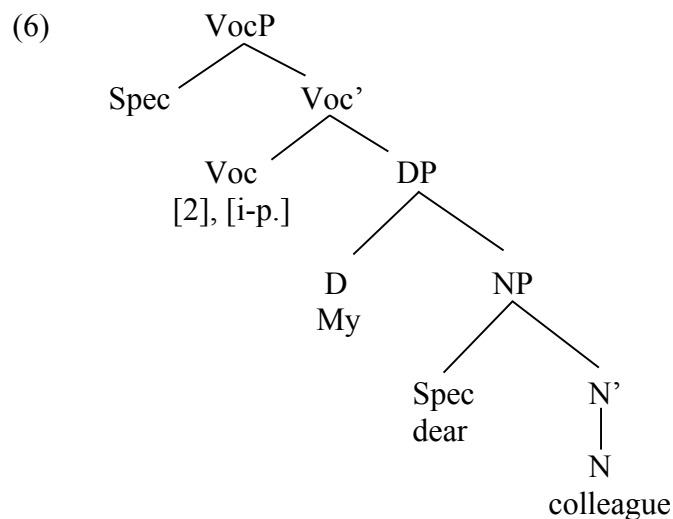 (6) VocP
Spec Voc’
Voc DP
[2], [i-p.]
D NP
My
Spec N’
dear
N
colleague